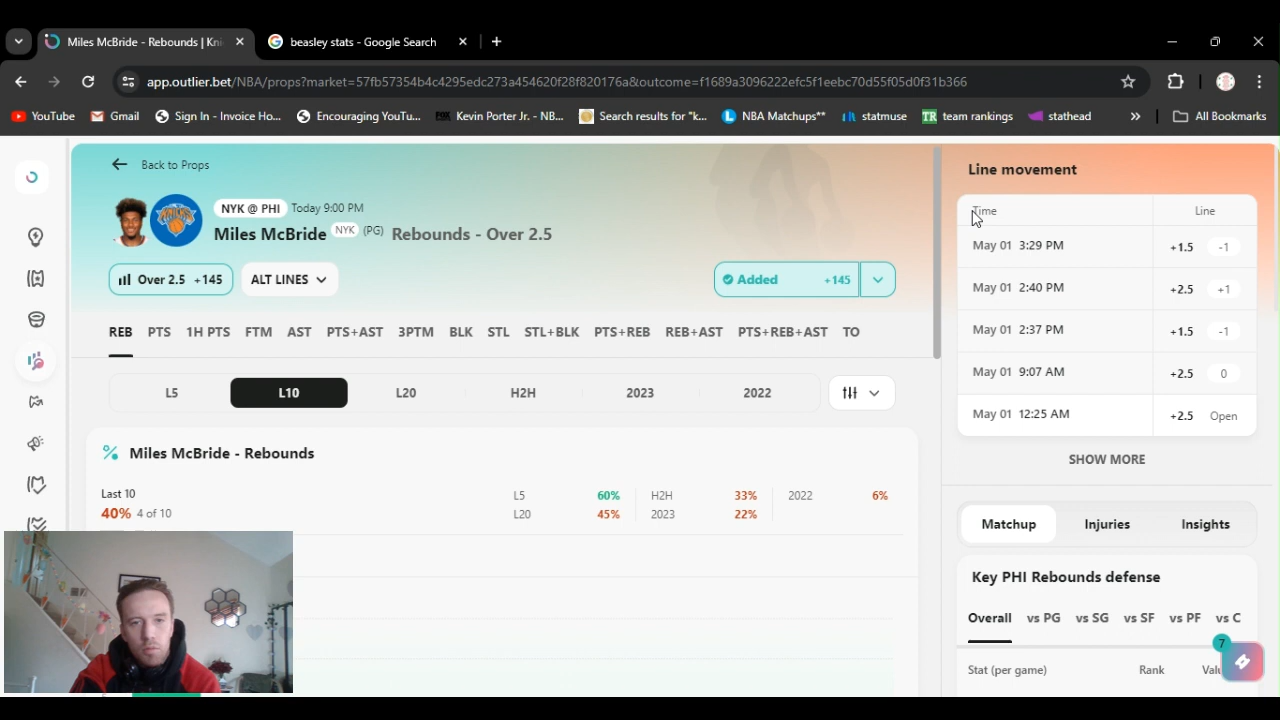 Miles McBride - Rebounds | Kni
beasley stats - Google Search
app.outlier.bet/NBA/props?market=57fb57354b4c4295edc273a454620f28f820176a&outcome=f1689a3096222efc5f1eebc70d55f05d0f31b366
YouTube Gmail Sign In - Invoice Ho... Encouraging YouTu... Kevin Porter Jr. - NB... Search results for "k... NBA Matchups** statmuse team rankings stathead » All Bookmarks
Back to Props
NYK @ PHI Today 9:00 PM
Miles McBride NYK (PG) Rebounds - Over 2.5
Over 2.5 +145 ALT LINES Added +145
REB PTS 1H PTS FTM AST PTS+AST 3PTM BLK STL STL+BLK PTS+REB REB+AST PTS+REB+AST TO
L5 L10 L20 H2H 2023 2022
Miles McBride - Rebounds
Last 10
40% 4 of 10
L5 60% H2H 33% 2022 6%
L20 45% 2023 22%
Line movement
Time Line
May 01 3:29 PM +1.5 -1
May 01 2:40 PM +2.5 +1
May 01 2:37 PM +1.5 -1
May 01 9:07 AM +2.5 0
May 01 12:25 AM +2.5 Open
SHOW MORE
Matchup Injuries Insights
Key PHI Rebounds defense
Overall vs PG vs SG vs SF vs PF vs C
7
Stat (per game) Rank